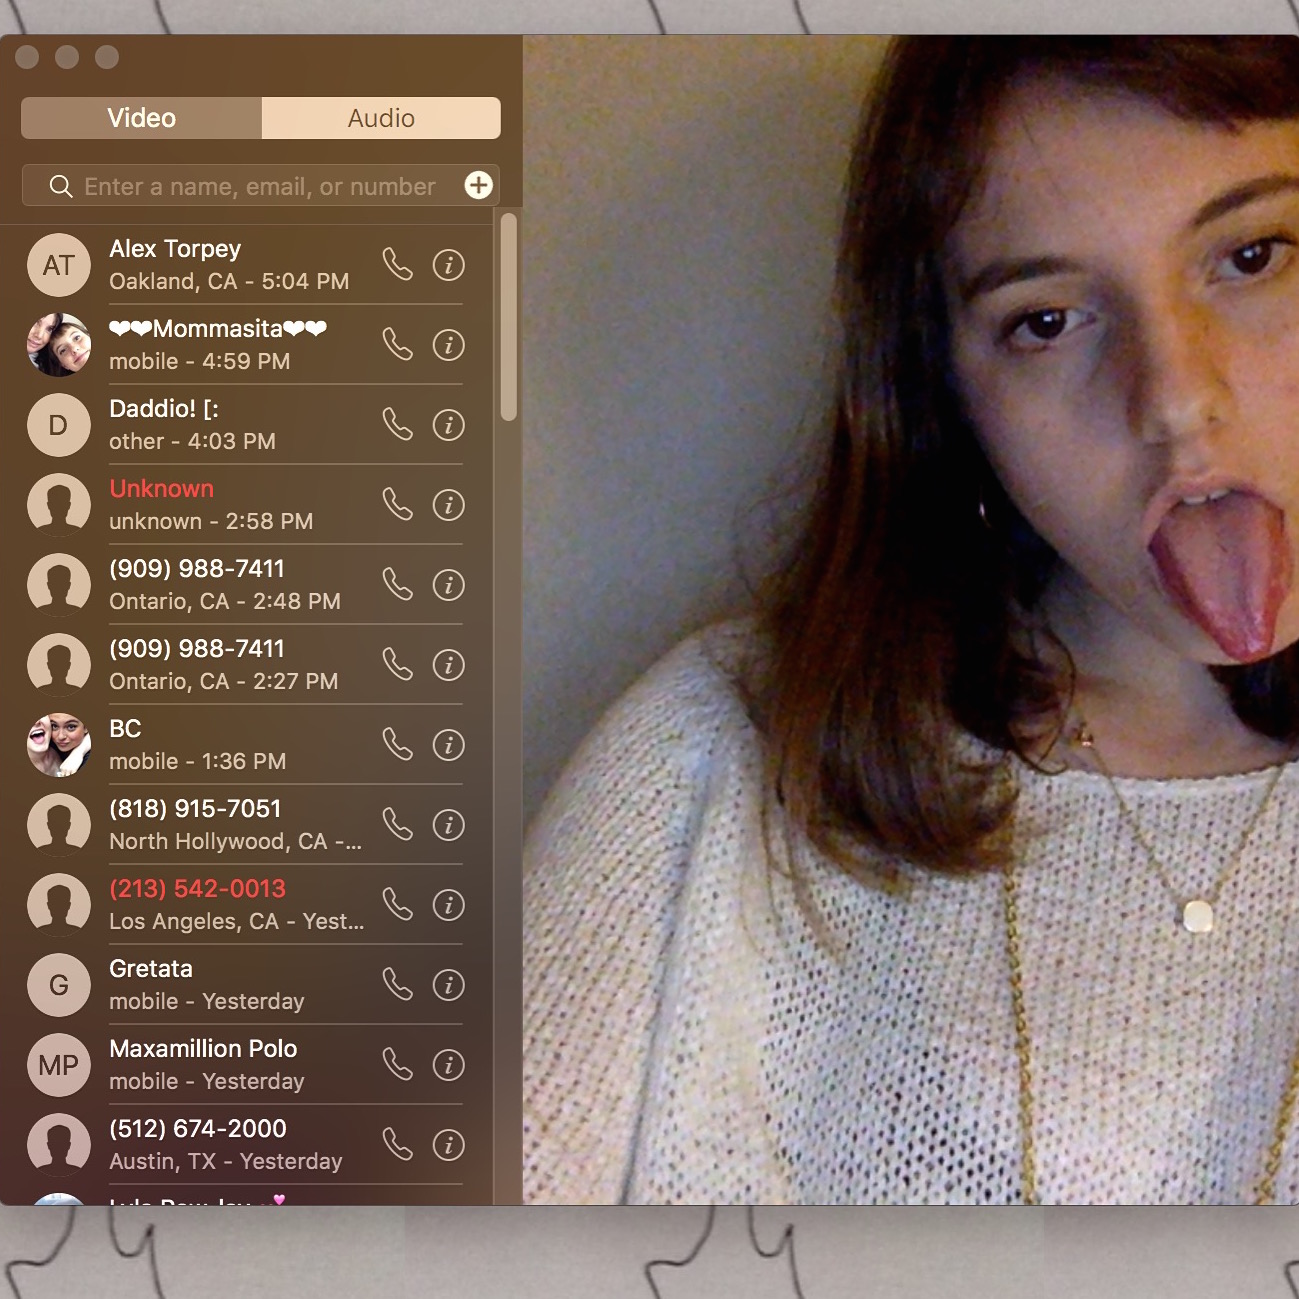 Video
Audio
Enter a name, email, or number
AT
Alex Torpey
Oakland, CA - 5:04 PM
❤❤Mommasita❤❤
mobile - 4:59 PM
D
Daddio! [:
other - 4:03 PM
Unknown
unknown - 2:58 PM
(909) 988-7411
Ontario, CA - 2:48 PM
(909) 988-7411
Ontario, CA - 2:27 PM
BC
mobile - 1:36 PM
(818) 915-7051
North Hollywood, CA -...
(213) 542-0013
Los Angeles, CA - Yest...
G
Gretata
mobile - Yesterday
MP
Maxamillion Polo
mobile - Yesterday
(512) 674-2000
Austin, TX - Yesterday